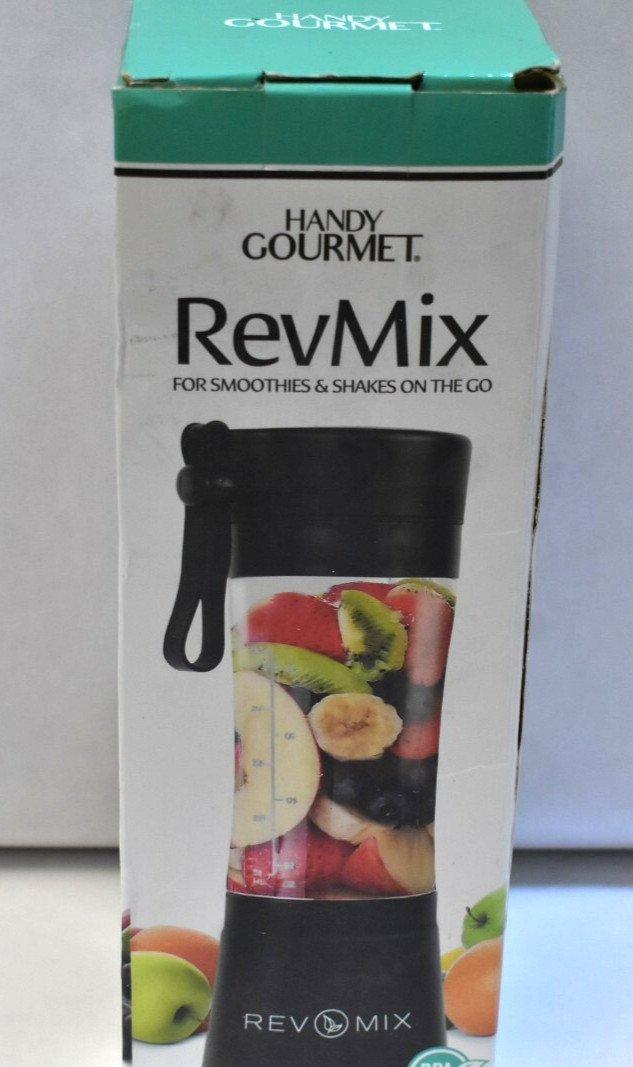 HANDY
GOURMET
HANDY
GOURMET®
RevMix
FOR SMOOTHIES & SHAKES ON THE GO
REV MIX